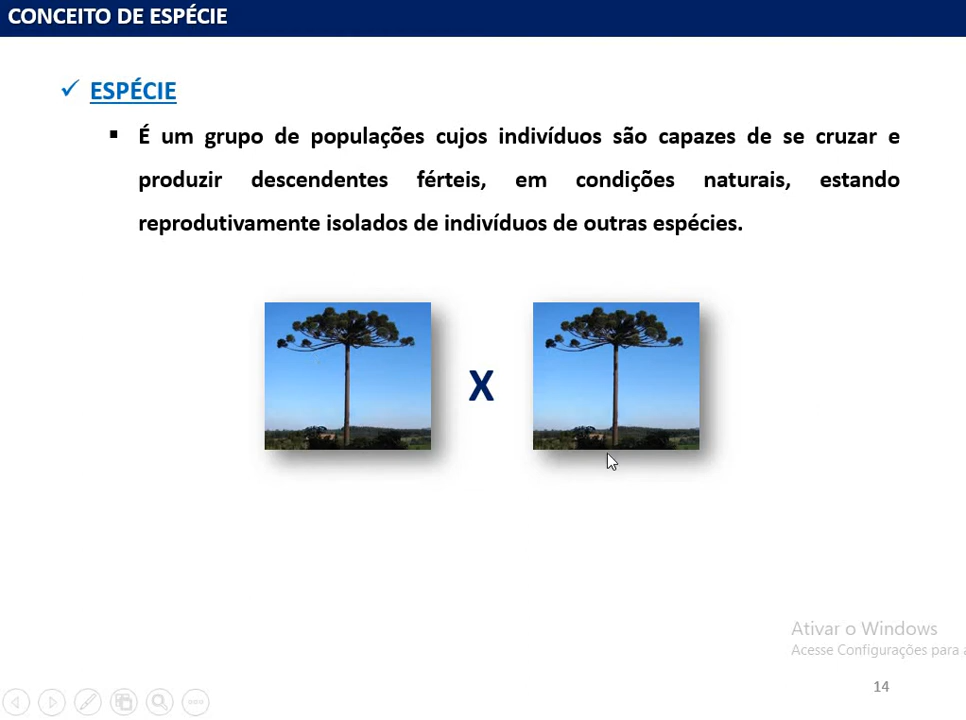 CONCEITO DE ESPÉCIE
ESPÉCIE
É um grupo de populações cujos indivíduos são capazes de se cruzar e
produzir descendentes férteis, em condições naturais, estando
reprodutivamente isolados de indivíduos de outras espécies.
X
Ativar o Windows
Acesse Configurações para a
14